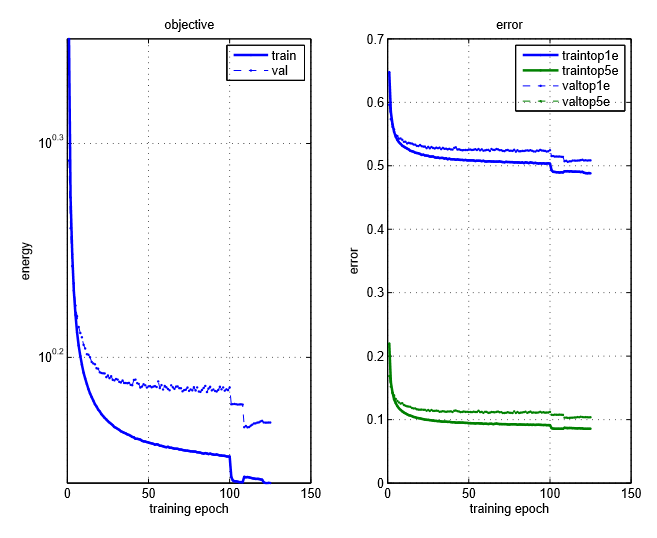 objective
train
val
10^0.3
10^0.2
energy
0 50 100 150
training epoch
error
traintop1e
traintop5e
valtop1e
valtop5e
0.7
0.6
0.5
0.4
0.3
0.2
0.1
0
error
0 50 100 150
training epoch